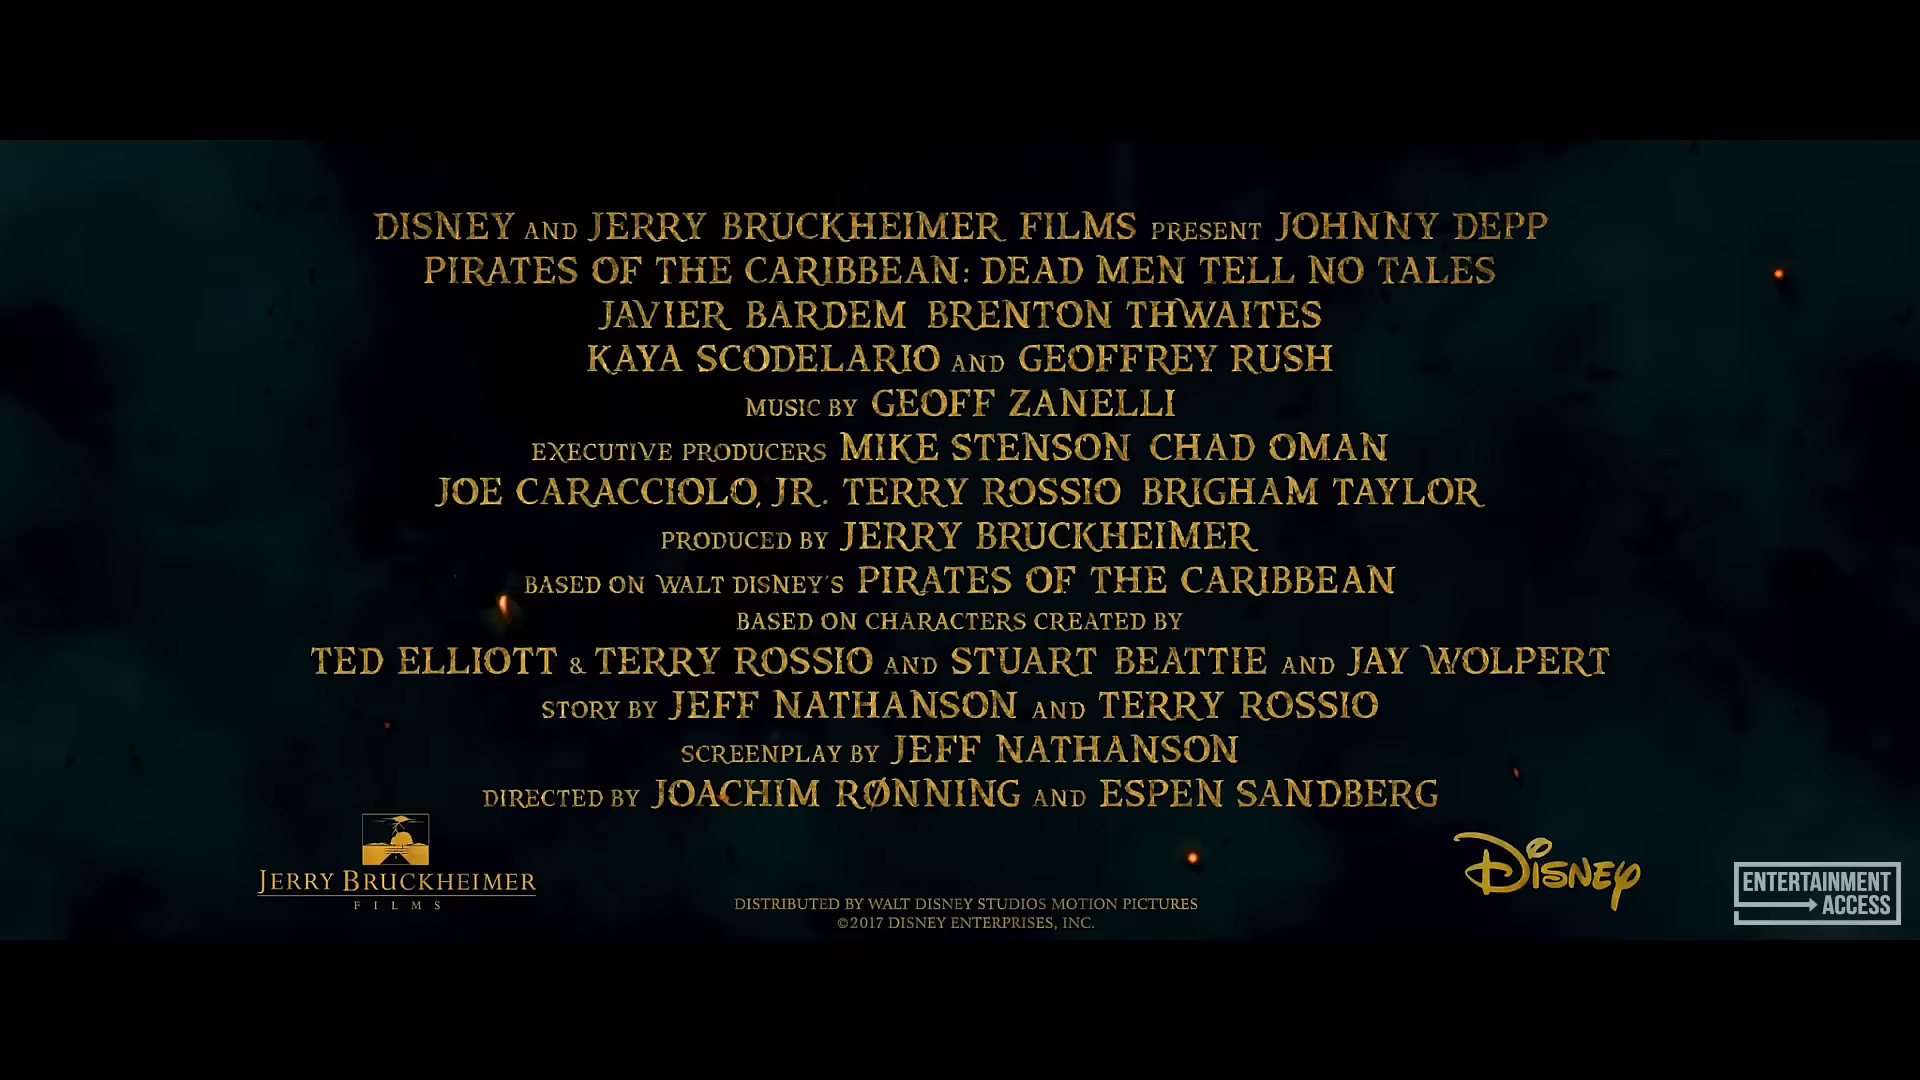 DISNEY AND JERRY BRUCKHEIMER FILMS PRESENT JOHNNY DEPP
PIRATES OF THE CARIBBEAN: DEAD MEN TELL NO TALES
JAVIER BARDEM BRENTON THWAITES
KAYA SCODELARIO AND GEOFFREY RUSH
MUSIC BY GEOFF ZANELLI
EXECUTIVE PRODUCERS MIKE STENSON CHAD OMAN
JOE CARACCIOLO, JR. TERRY ROSSIO BRIGHAM TAYLOR
PRODUCED BY JERRY BRUCKHEIMER
BASED ON WALT DISNEY'S PIRATES OF THE CARIBBEAN
BASED ON CHARACTERS CREATED BY
TED ELLIOTT & TERRY ROSSIO AND STUART BEATTIE AND JAY WOLPERT
STORY BY JEFF NATHANSON AND TERRY ROSSIO
SCREENPLAY BY JEFF NATHANSON
DIRECTED BY JOACHIM RØNNING AND ESPEN SANDBERG
JERRY BRUCKHEIMER
FILMS
DISTRIBUTED BY WALT DISNEY STUDIOS MOTION PICTURES
©2017 DISNEY ENTERPRISES, INC.
DISNEY
ENTERTAINMENT
ACCESS